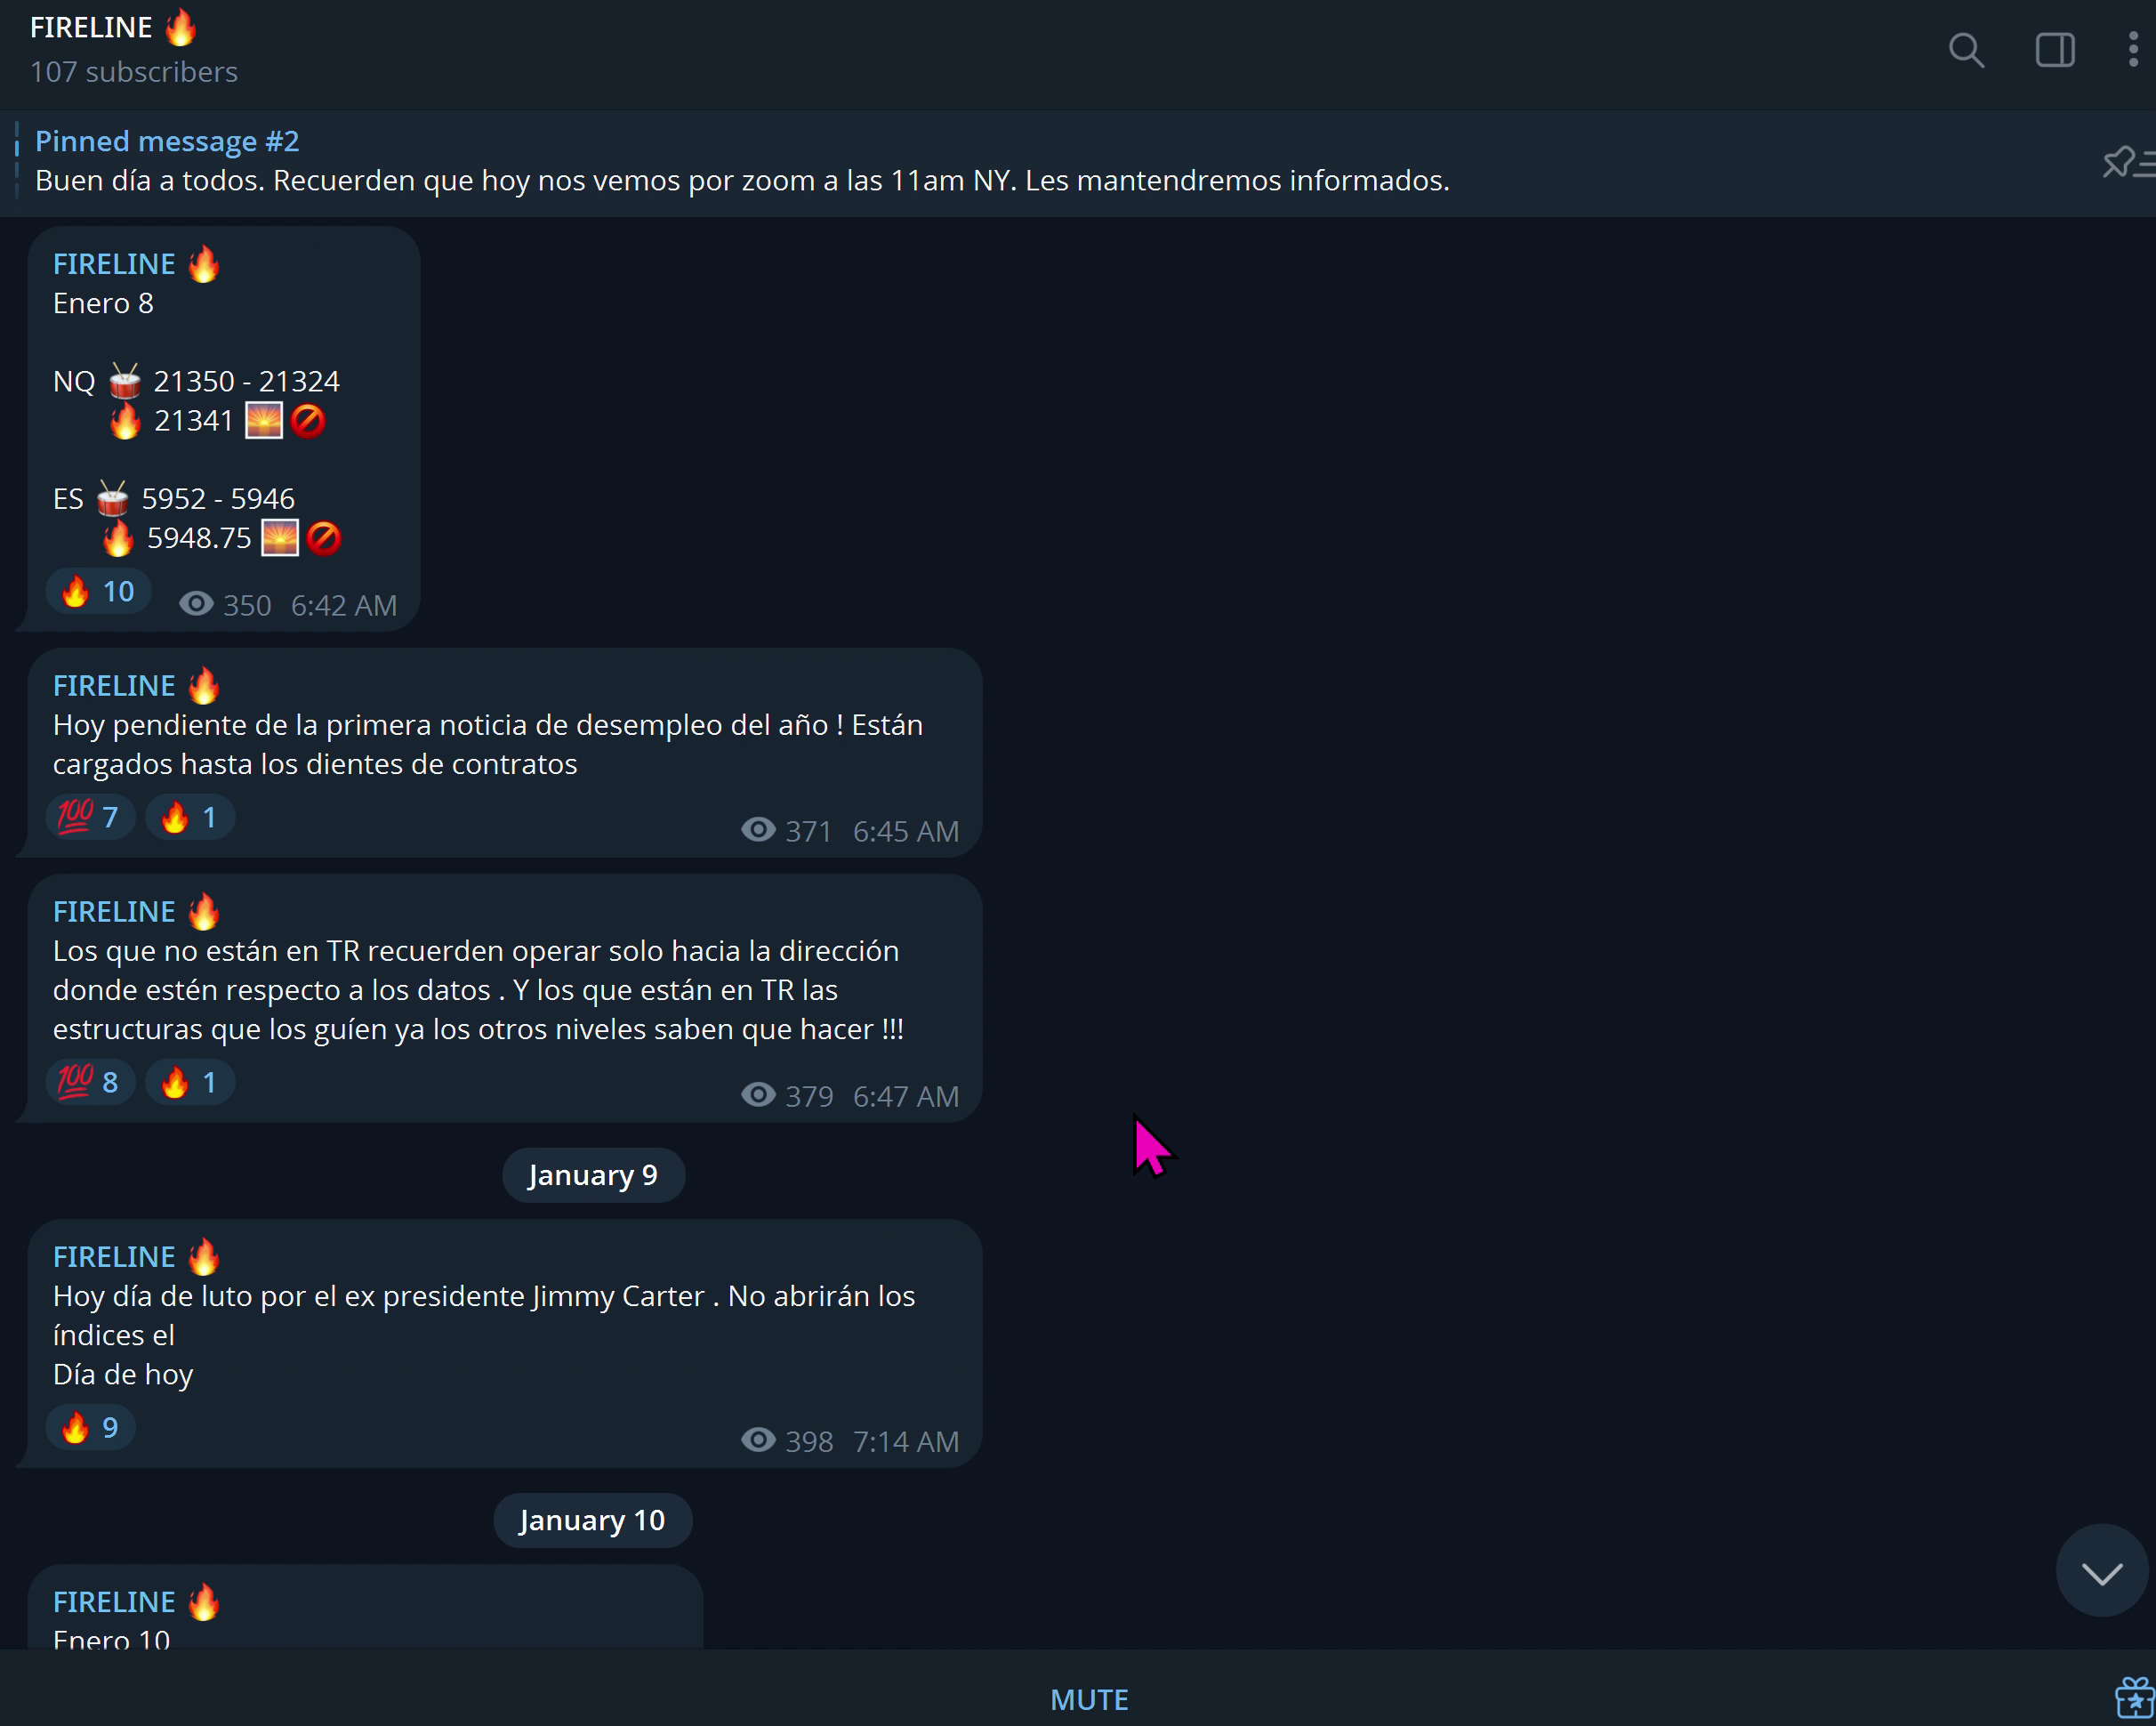 FIRELINE 🔥
107 subscribers
Pinned message #2
Buen día a todos. Recuerden que hoy nos vemos por zoom a las 11am NY. Les mantendremos informados.
FIRELINE 🔥
Enero 8
NQ 🥁 21350 - 21324
🔥 21341 🌅🚫
ES 🥁 5952 - 5946
🔥 5948.75 🌅🚫
🔥 10 350 6:42 AM
FIRELINE 🔥
Hoy pendiente de la primera noticia de desempleo del año ! Están
cargados hasta los dientes de contratos
💯 7 🔥 1 371 6:45 AM
FIRELINE 🔥
Los que no están en TR recuerden operar solo hacia la dirección
donde estén respecto a los datos . Y los que están en TR las
estructuras que los guíen ya los otros niveles saben que hacer !!!
💯 8 🔥 1 379 6:47 AM
January 9
FIRELINE 🔥
Hoy día de luto por el ex presidente Jimmy Carter . No abrirán los
índices el
Día de hoy
🔥 9 398 7:14 AM
January 10
FIRELINE 🔥
Enero 10
MUTE